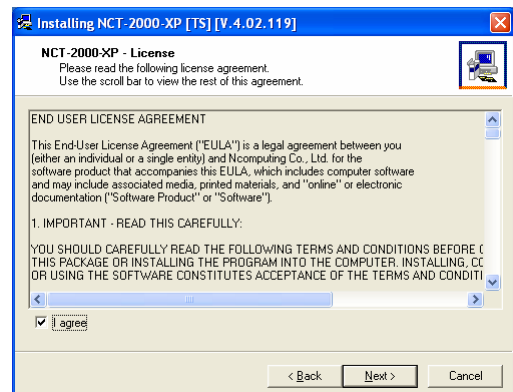 Installing NCT-2000-XP [TS] [V.4.02.119]
NCT-2000-XP - License
Please read the following license agreement.
Use the scroll bar to view the rest of this agreement.
END USER LICENSE AGREEMENT
This End-User License Agreement ("EULA") is a legal agreement between you
(either an individual or a single entity) and Ncomputing Co., Ltd. for the
software product that accompanies this EULA, which includes computer software
and may include associated media, printed materials, and "online" or electronic
documentation ("Software Product" or "Software").
1. IMPORTANT - READ THIS CAREFULLY:
YOU SHOULD CAREFULLY READ THE FOLLOWING TERMS AND CONDITIONS BEFORE
THIS PACKAGE OR INSTALLING THE PROGRAM INTO THE COMPUTER. INSTALLING,
OR USING THE SOFTWARE CONSTITUTES ACCEPTANCE OF THE TERMS AND
I agree
< Back
Next >
Cancel